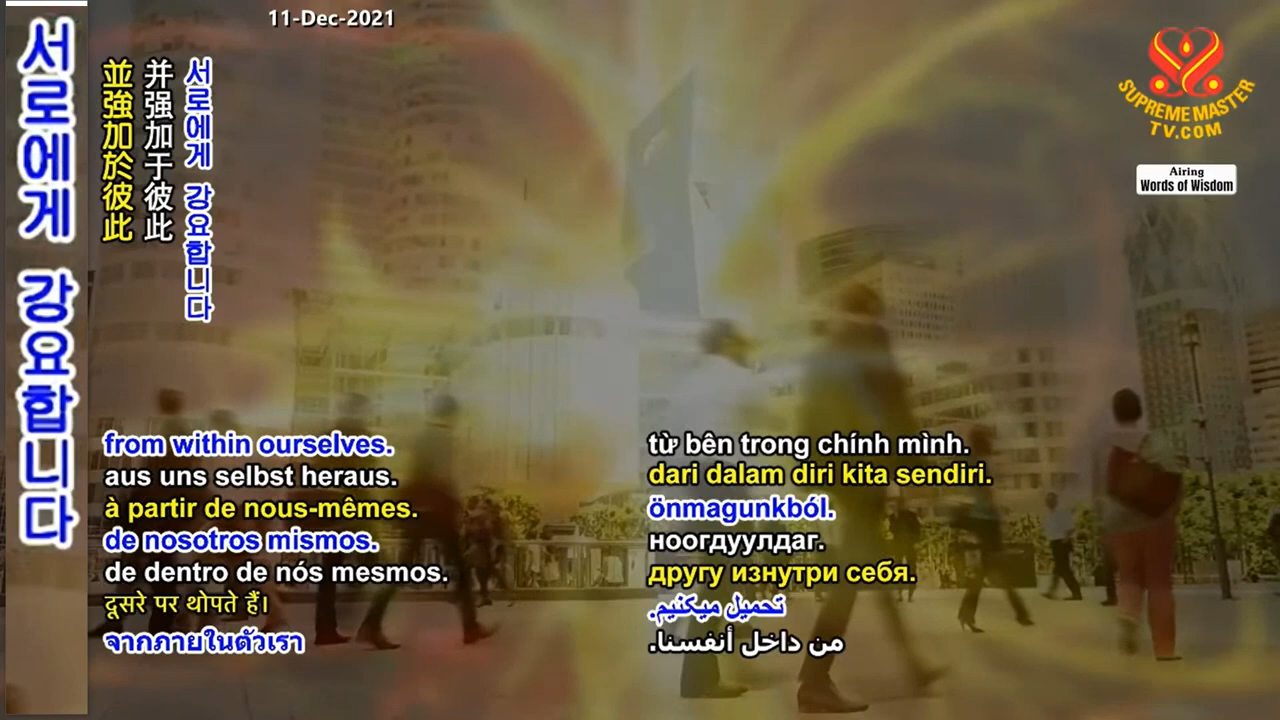 11-Dec-2021
서로에게 강요합니다
並強加於彼此
并强加于彼此
서로에게 강요합니다
SUPREME MASTER
TV.COM
Airing
Words of Wisdom
from within ourselves.
aus uns selbst heraus.
à partir de nous-mêmes.
de nosotros mismos.
de dentro de nós mesmos.
दूसरे पर थोपते हैं।
จากภายในตัวเรา
từ bên trong chính mình.
dari dalam diri kita sendiri.
önmagunkból.
ноогдуулдаг.
другу изнутри себя.
تحمیل میکنیم.
من داخل أنفسنا.